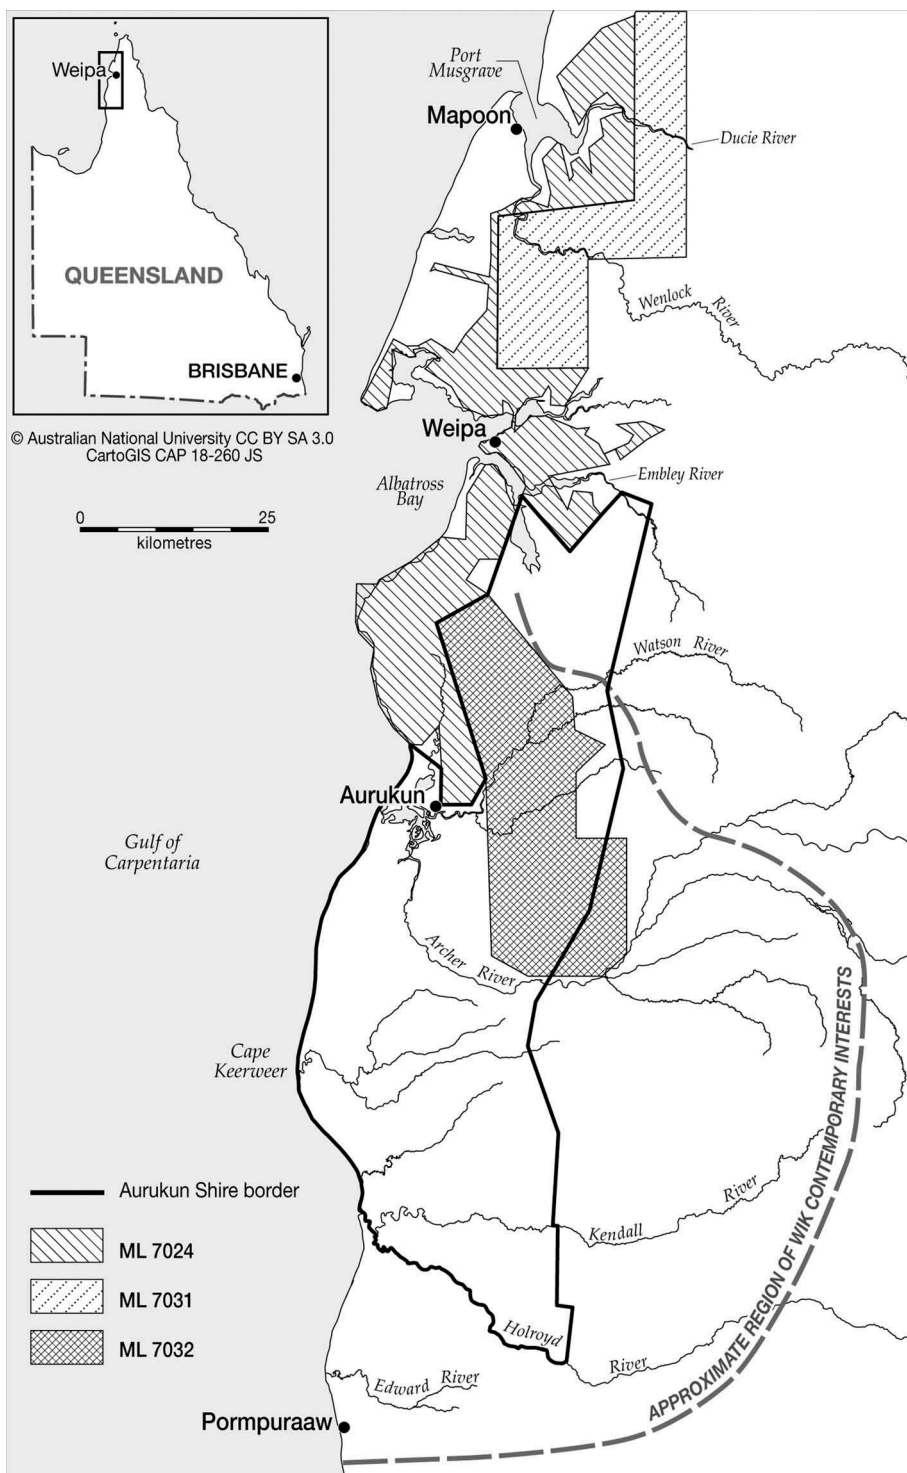 Weipa
QUEENSLAND
BRISBANE
© Australian National University CC BY SA 3.0
CartoGIS CAP 18-260 JS
0 25
kilometres
Port
Musgrave
Mapoon
Ducie River
Wenlock
River
Weipa
Albatross
Bay
Embley River
Watson River
Aurukun
Gulf of
Carpentaria
Archer River
Cape
Keerweer
APPROXIMATE REGION OF WIK CONTEMPORARY INTERESTS
Aurukun Shire border
ML 7024
ML 7031
ML 7032
Kendall River
Holroyd River
Edward River
Pormpuraaw